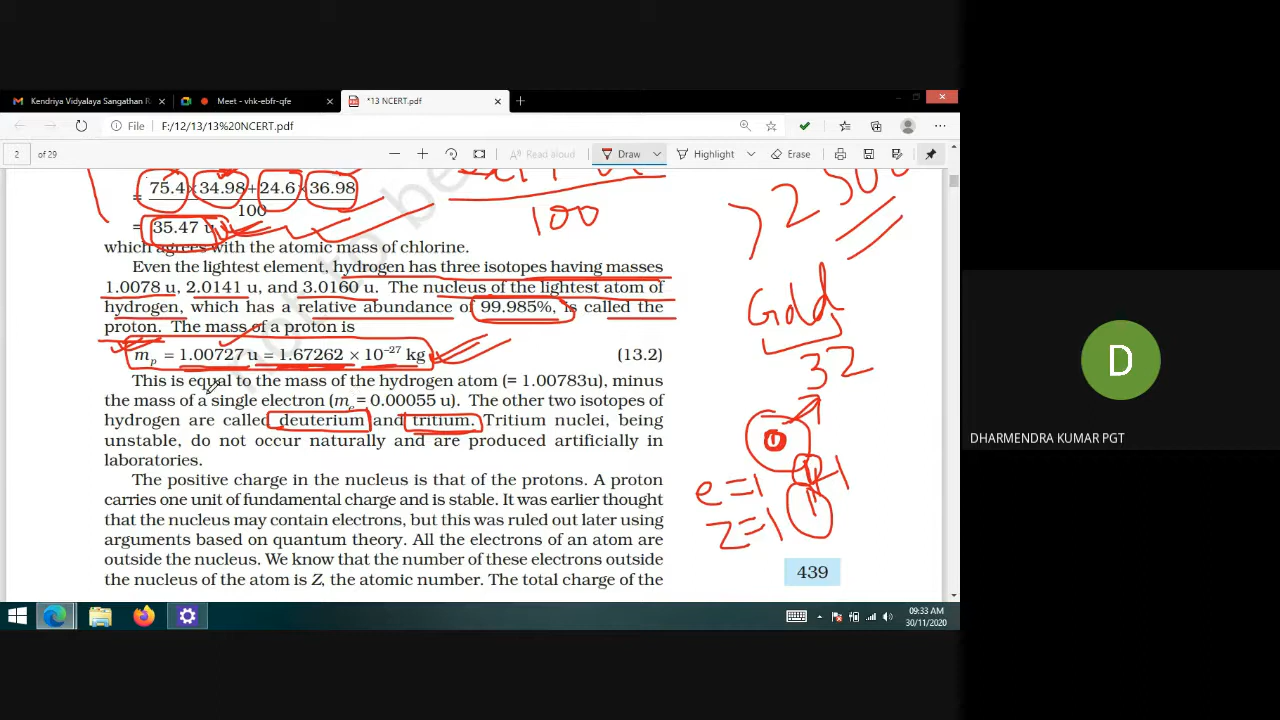 Kendriya Vidyalaya Sangathan R
Meet - vhk-ebfr-qfe
*13 NCERT.pdf
File
F:/12/13/13%20NCERT.pdf
2 of 29
Read aloud
Draw
Highlight
Erase
= 75.4×34.98+24.6×36.98
100
= 35.47 u
which agrees with the atomic mass of chlorine.
Even the lightest element, hydrogen has three isotopes having masses
1.0078 u, 2.0141 u, and 3.0160 u. The nucleus of the lightest atom of
hydrogen, which has a relative abundance of 99.985%, is called the
proton. The mass of a proton is
mp = 1.00727 u = 1.67262 × 10⁻²⁷ kg (13.2)
This is equal to the mass of the hydrogen atom (= 1.00783u), minus
the mass of a single electron (me = 0.00055 u). The other two isotopes of
hydrogen are called deuterium and tritium. Tritium nuclei, being
unstable, do not occur naturally and are produced artificially in
laboratories.
The positive charge in the nucleus is that of the protons. A proton
carries one unit of fundamental charge and is stable. It was earlier thought
that the nucleus may contain electrons, but this was ruled out later using
arguments based on quantum theory. All the electrons of an atom are
outside the nucleus. We know that the number of these electrons outside
the nucleus of the atom is Z, the atomic number. The total charge of the
100
Gold
32
e=1
z=1
439
D
DHARMENDRA KUMAR PGT
09:33 AM
30/11/2020